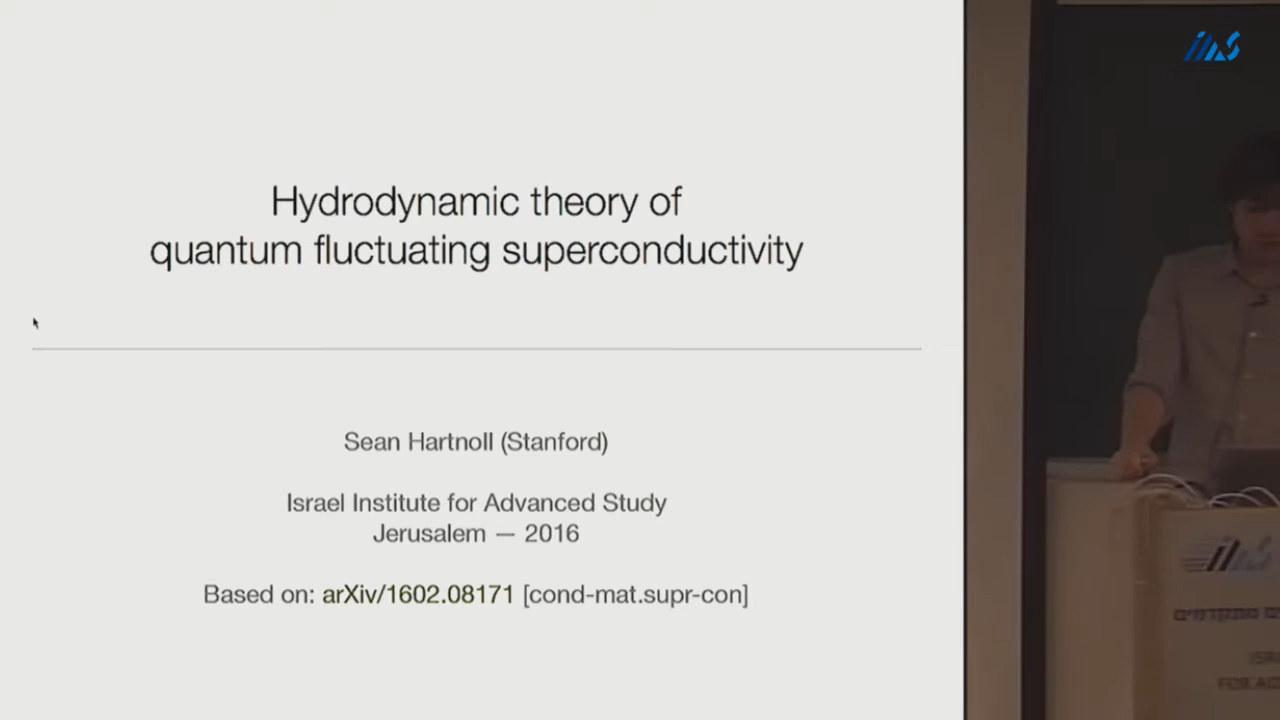 Hydrodynamic theory of
quantum fluctuating superconductivity
Sean Hartnoll (Stanford)
Israel Institute for Advanced Study
Jerusalem — 2016
Based on: arXiv/1602.08171 [cond-mat.supr-con]